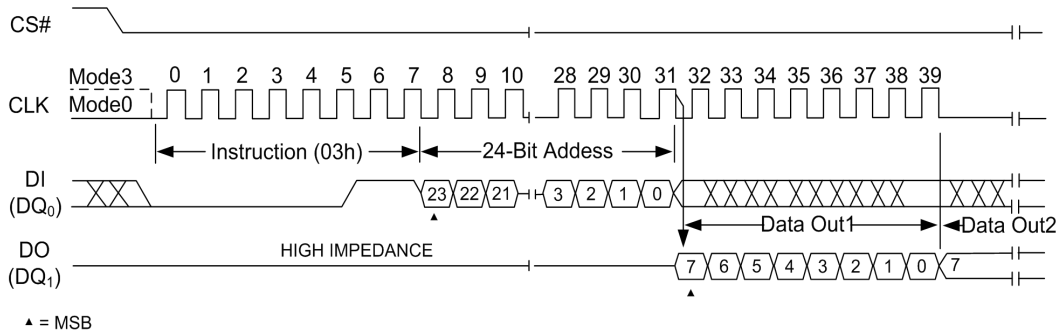 CS#
Mode3 0 1 2 3 4 5 6 7 8 9 10 28 29 30 31 32 33 34 35 36 37 38 39
CLK Mode0
Instruction (03h) 24-Bit Addess
DI
(DQ0) 23 22 21 3 2 1 0
Data Out1 Data Out2
DO HIGH IMPEDANCE
(DQ1) 7 6 5 4 3 2 1 0 7
▲ = MSB